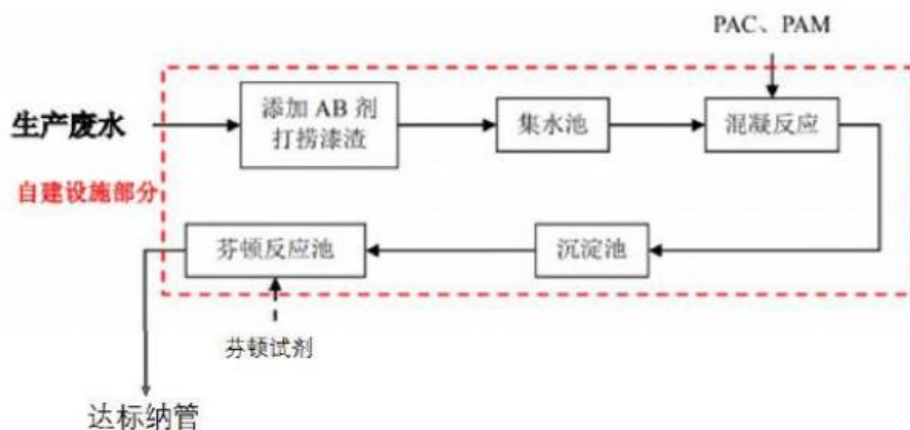 PAC、PAM
生产废水
添加 AB 剂
打捞漆渣
集水池
混凝反应
自建设施部分
芬顿反应池
沉淀池
芬顿试剂
达标纳管